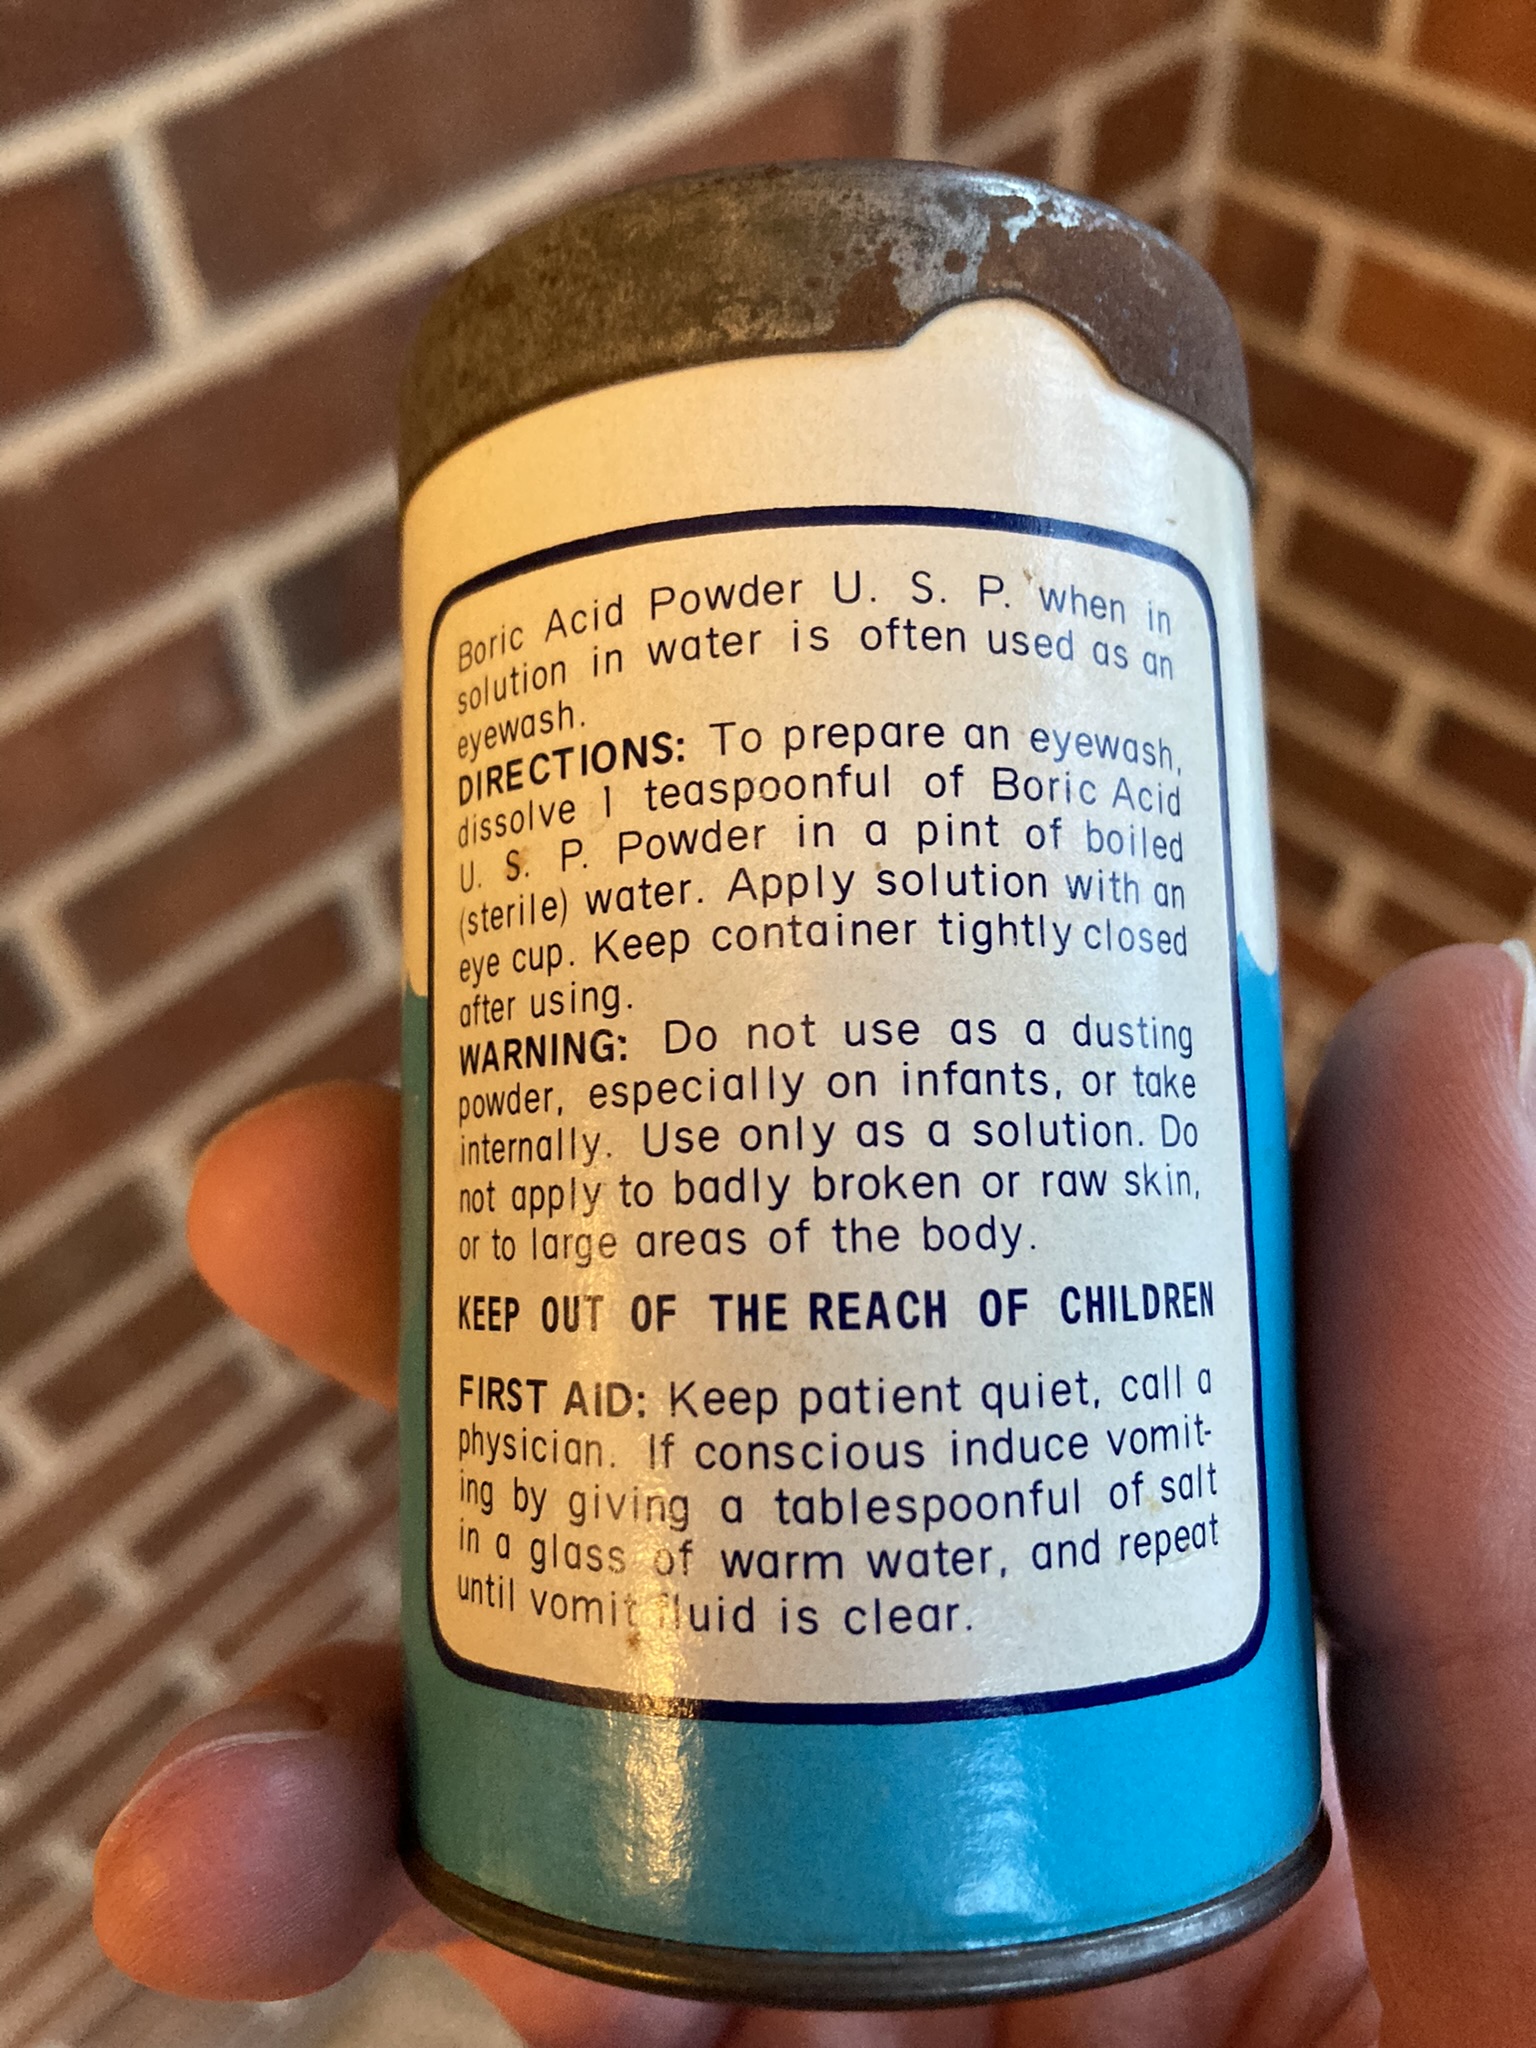 Boric Acid Powder U. S. P. when in
solution in water is often used as an
eyewash.
DIRECTIONS: To prepare an eyewash,
dissolve 1 teaspoonful of Boric Acid
U. S. P. Powder in a pint of boiled
(sterile) water. Apply solution with an
eye cup. Keep container tightly closed
after using.
WARNING: Do not use as a dusting
powder, especially on infants, or take
internally. Use only as a solution. Do
not apply to badly broken or raw skin,
or to large areas of the body.
KEEP OUT OF THE REACH OF CHILDREN
FIRST AID: Keep patient quiet, call a
physician. If conscious induce vomit-
ing by giving a tablespoonful of salt
in a glass of warm water, and repeat
until vomit fluid is clear.